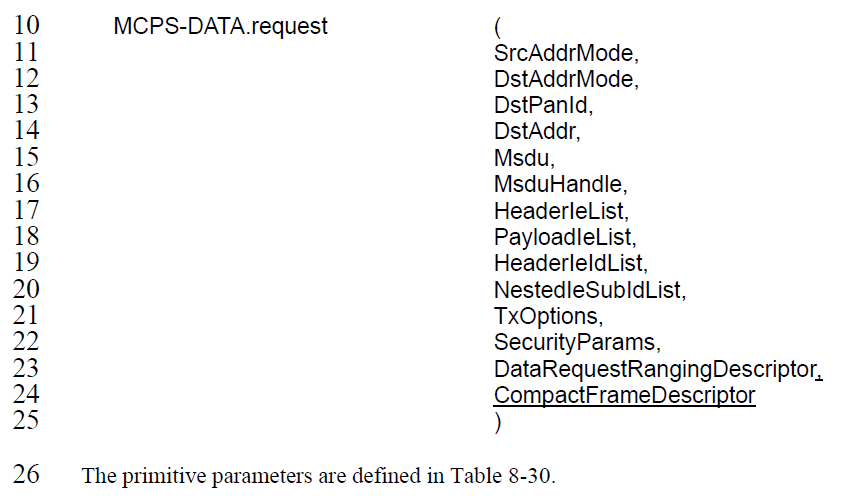 10 MCPS-DATA.request (
11 SrcAddrMode,
12 DstAddrMode,
13 DstPanId,
14 DstAddr,
15 Msdu,
16 MsduHandle,
17 HeaderIeList,
18 PayloadIeList,
19 HeaderIeIdList,
20 NestedIeSubIdList,
21 TxOptions,
22 SecurityParams,
23 DataRequestRangingDescriptor,
24 CompactFrameDescriptor
25 )
26 The primitive parameters are defined in Table 8-30.